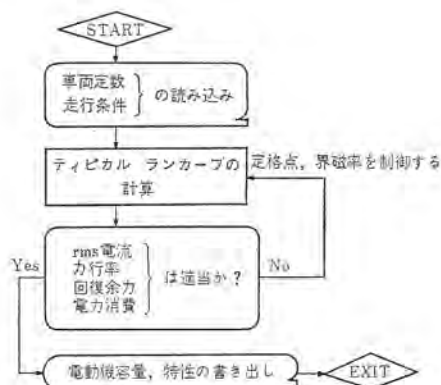 START
車両定数
走行条件
の読み込み
ティピカル ランカーブの
計算
定格点，界磁率を制御する
rms電流
力行率
回復余力
電力消費
は適当か？
Yes
No
電動機容量，特性の書き出し
EXIT